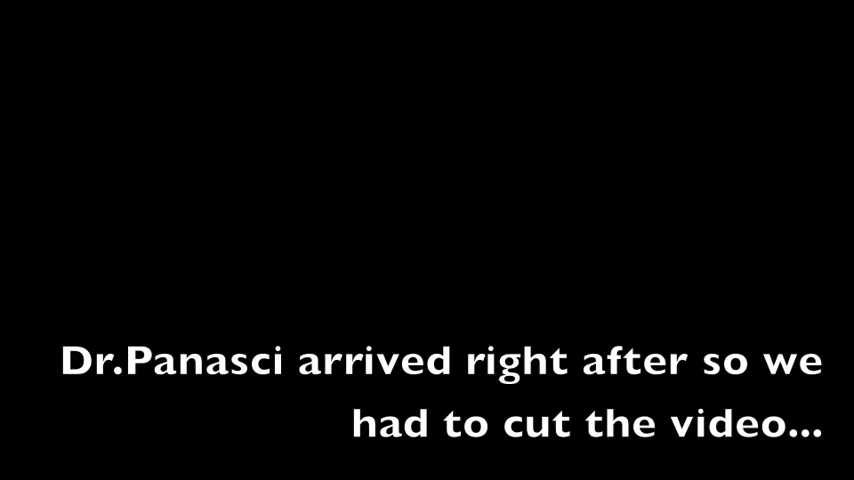 Dr.Panasci arrived right after so we
had to cut the video...